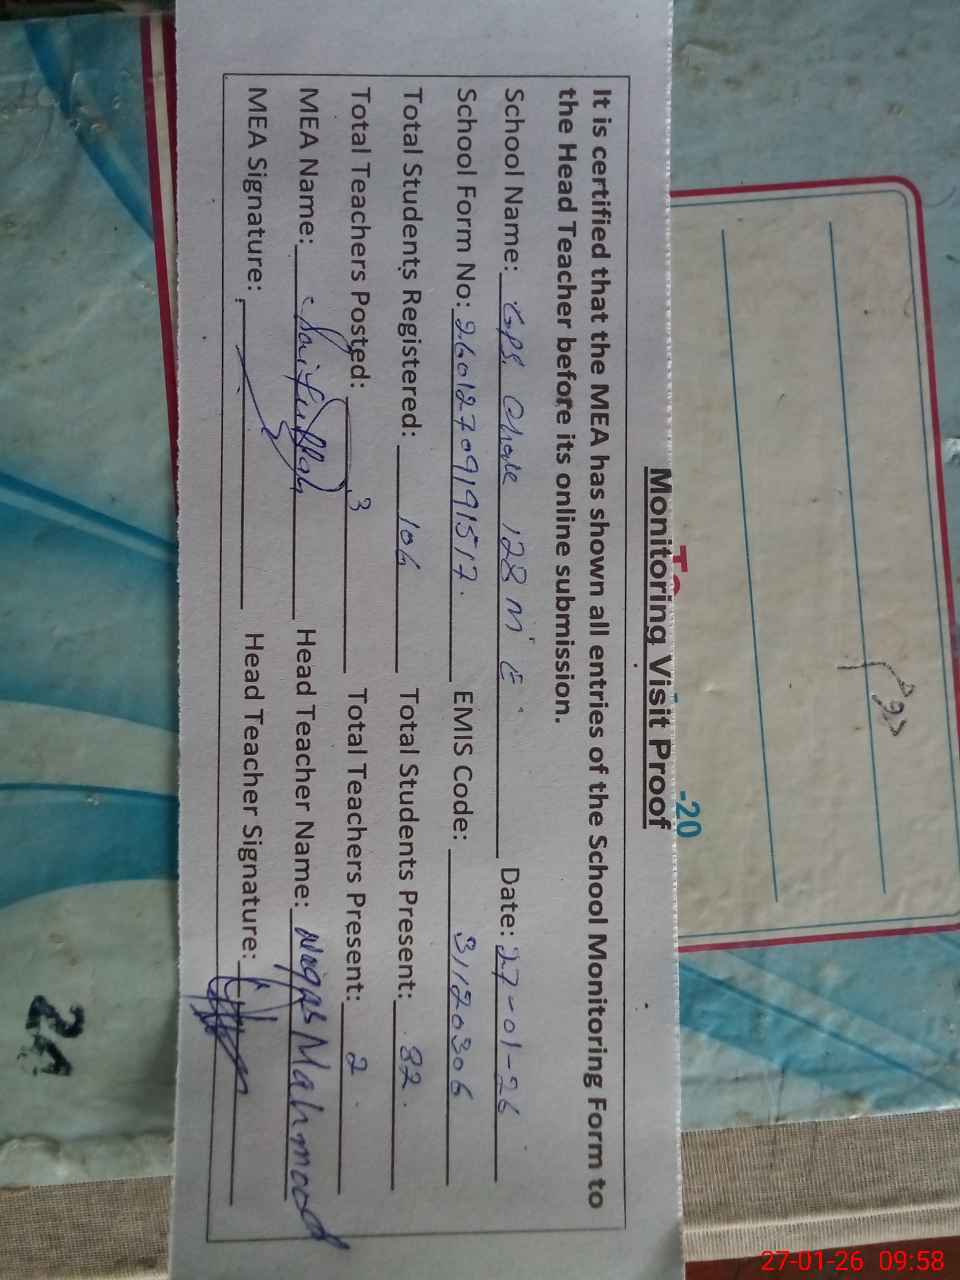 Monitoring Visit Proof
It is certified that the MEA has shown all entries of the School Monitoring Form to
the Head Teacher before its online submission.
School Name: GPS Chak 128 M E Date: 27-01-26
School Form No: 26012709191517. EMIS Code: 31120306
Total Students Registered: 106 Total Students Present: 82.
Total Teachers Posted: 3 Total Teachers Present: 2
MEA Name: Saifullah Head Teacher Name: Waqas Mahmood
MEA Signature: Head Teacher Signature:
-20
24
27-01-26 09:58